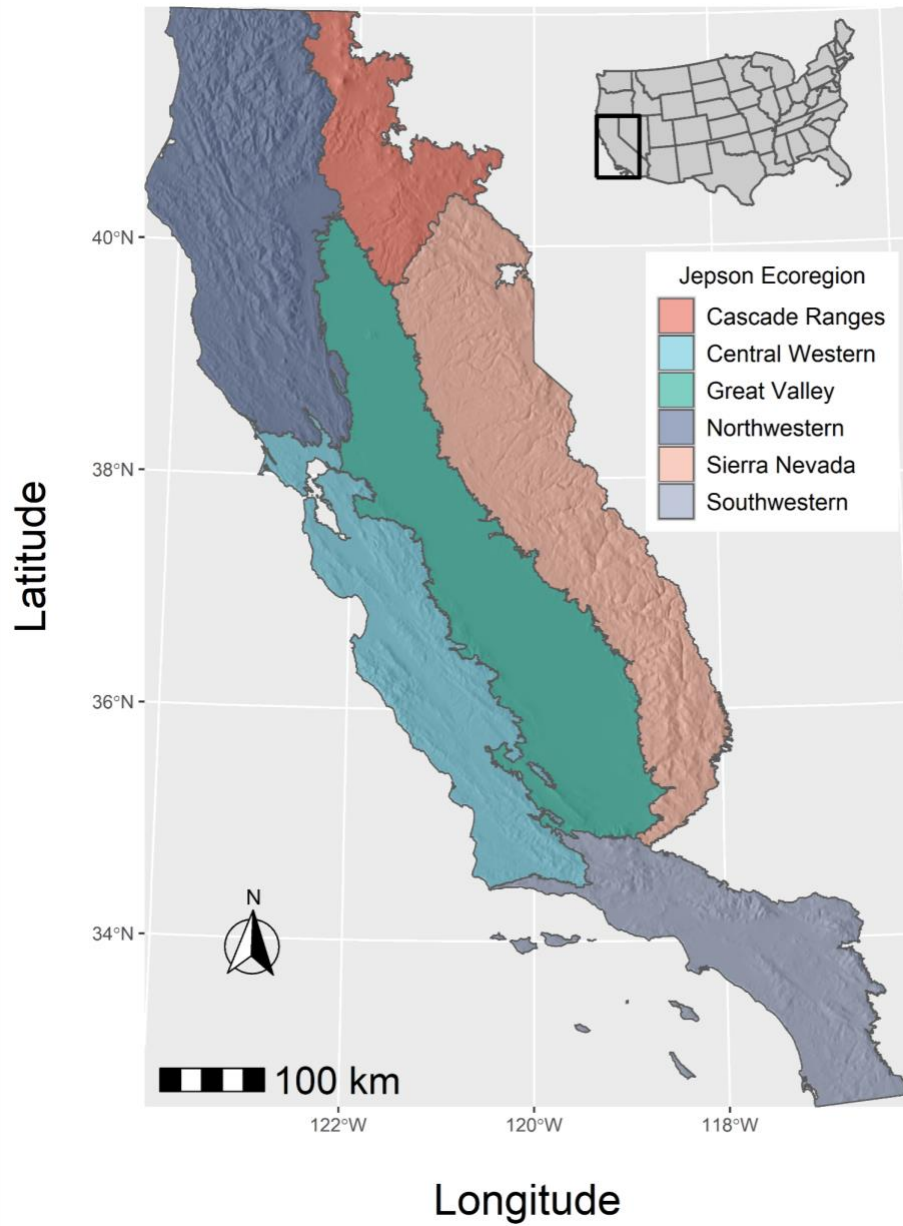 Jepson Ecoregion
Cascade Ranges
Central Western
Great Valley
Northwestern
Sierra Nevada
Southwestern
40°N
38°N
36°N
34°N
Latitude
N
100 km
122°W
120°W
118°W
Longitude